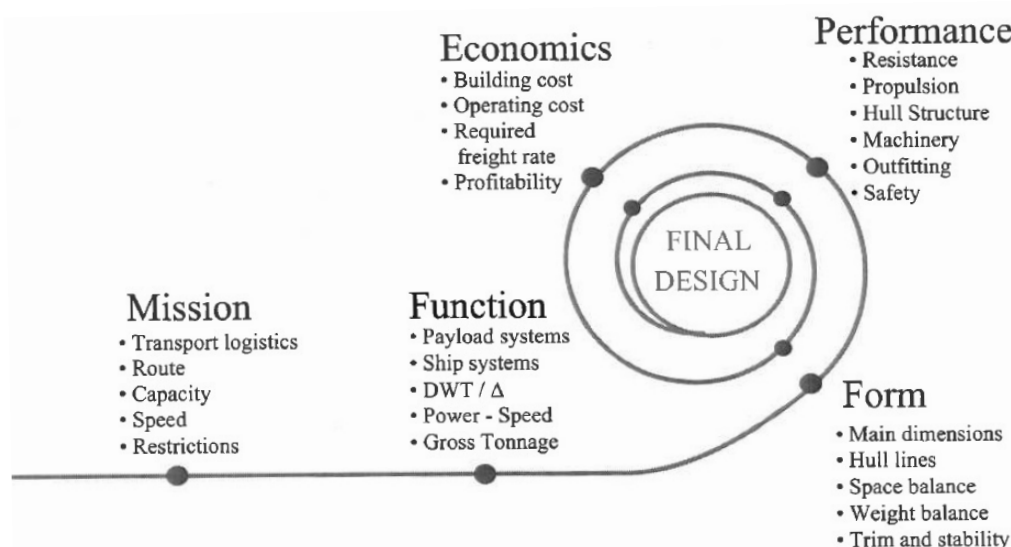 Economics
• Building cost
• Operating cost
• Required
freight rate
• Profitability
Performance
• Resistance
• Propulsion
• Hull Structure
• Machinery
• Outfitting
• Safety
FINAL
DESIGN
Mission
• Transport logistics
• Route
• Capacity
• Speed
• Restrictions
Function
• Payload systems
• Ship systems
• DWT / Δ
• Power - Speed
• Gross Tonnage
Form
• Main dimensions
• Hull lines
• Space balance
• Weight balance
• Trim and stability